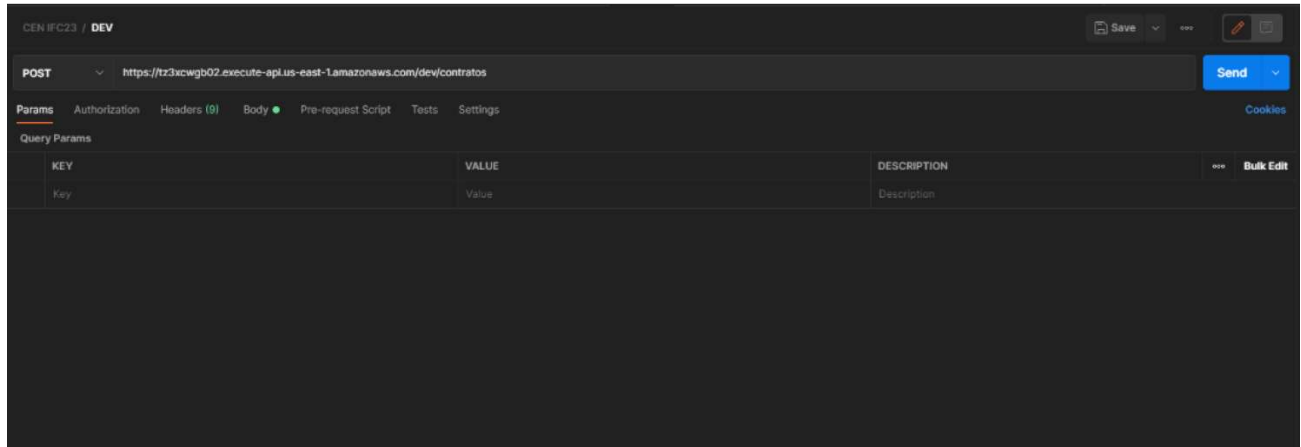 CEN IFC23 / DEV
Save
POST https://tz3xcwgb02.execute-api.us-east-1.amazonaws.com/dev/contratos Send
Params Authorization Headers (9) Body Pre-request Script Tests Settings Cookies
Query Params
KEY VALUE DESCRIPTION Bulk Edit
Key Value Description